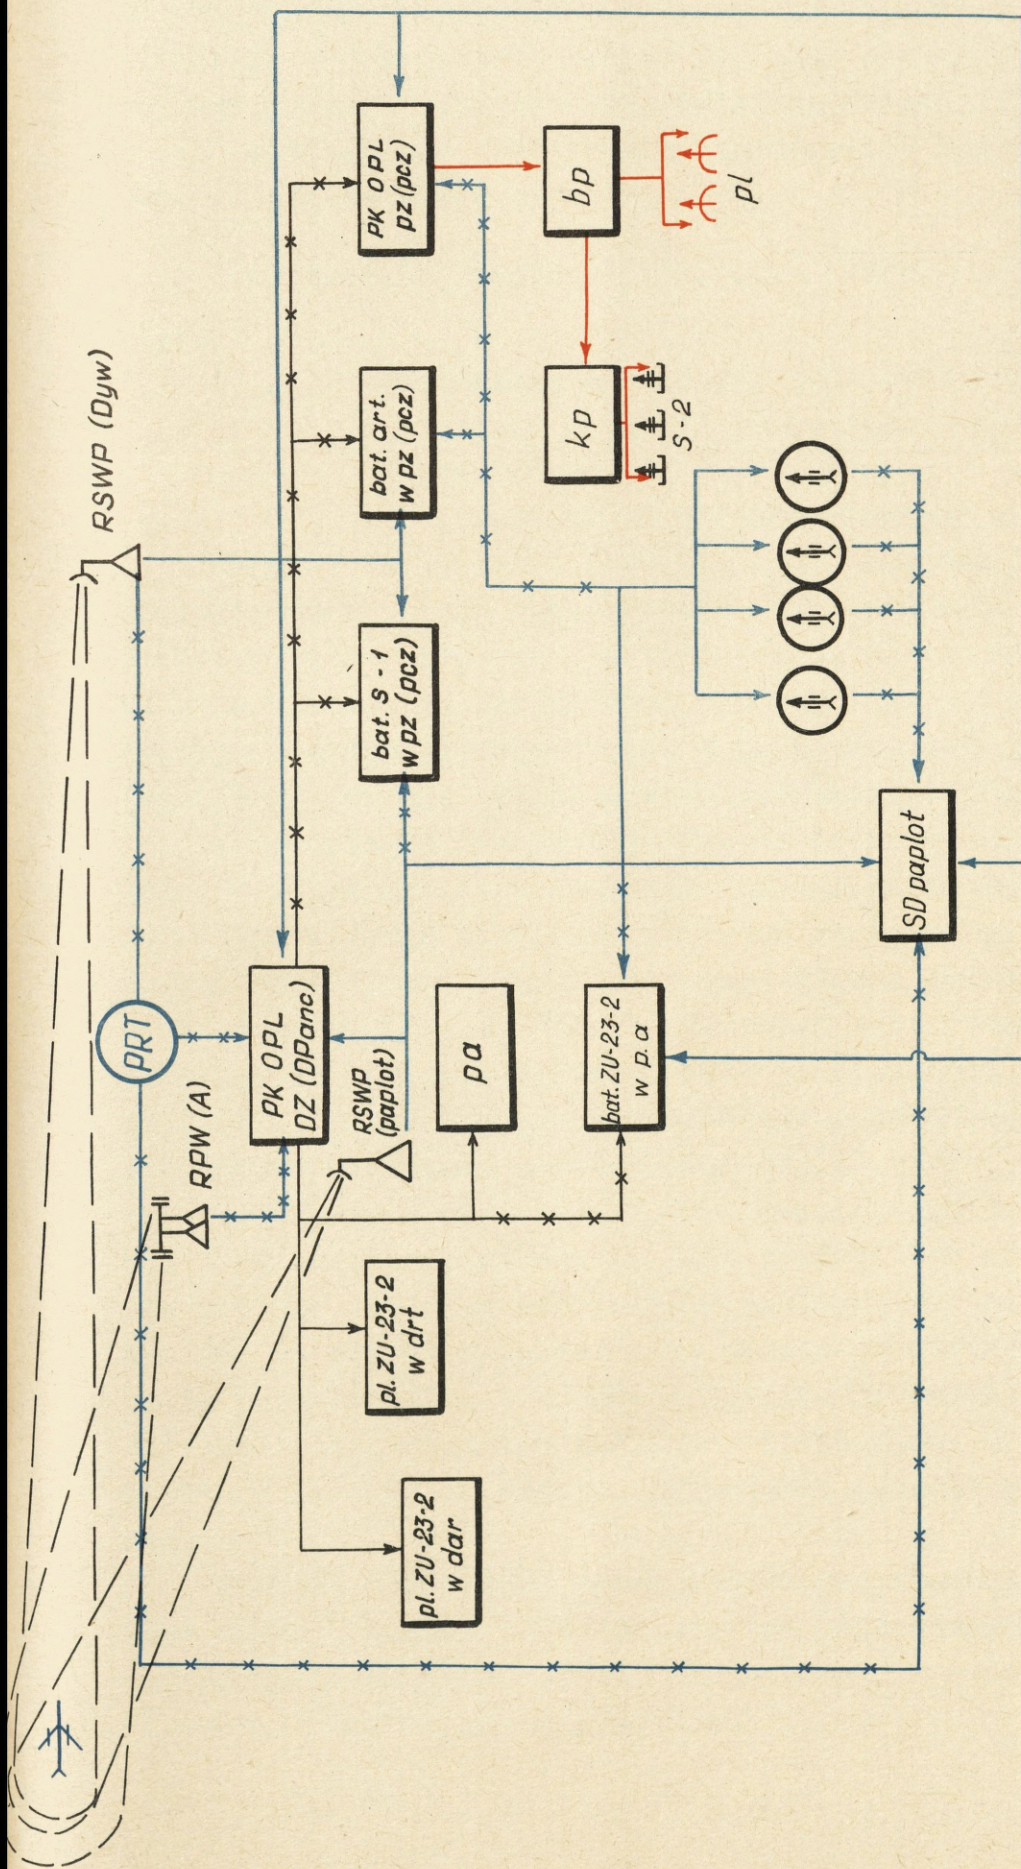 RSWP (Dyw)
PRT
RPW (A)
PK OPL
pz (pcz)
bat. art.
w pz (pcz)
bat. S-1
w pz (pcz)
PK OPL
DZ (DPanc)
RSWP
(paplot)
pl. ZU-23-2
w drt
pl. ZU-23-2
w dar
pa
bp
pl
kp
S-2
bat. ZU-23-2
w p.a
SD paplot